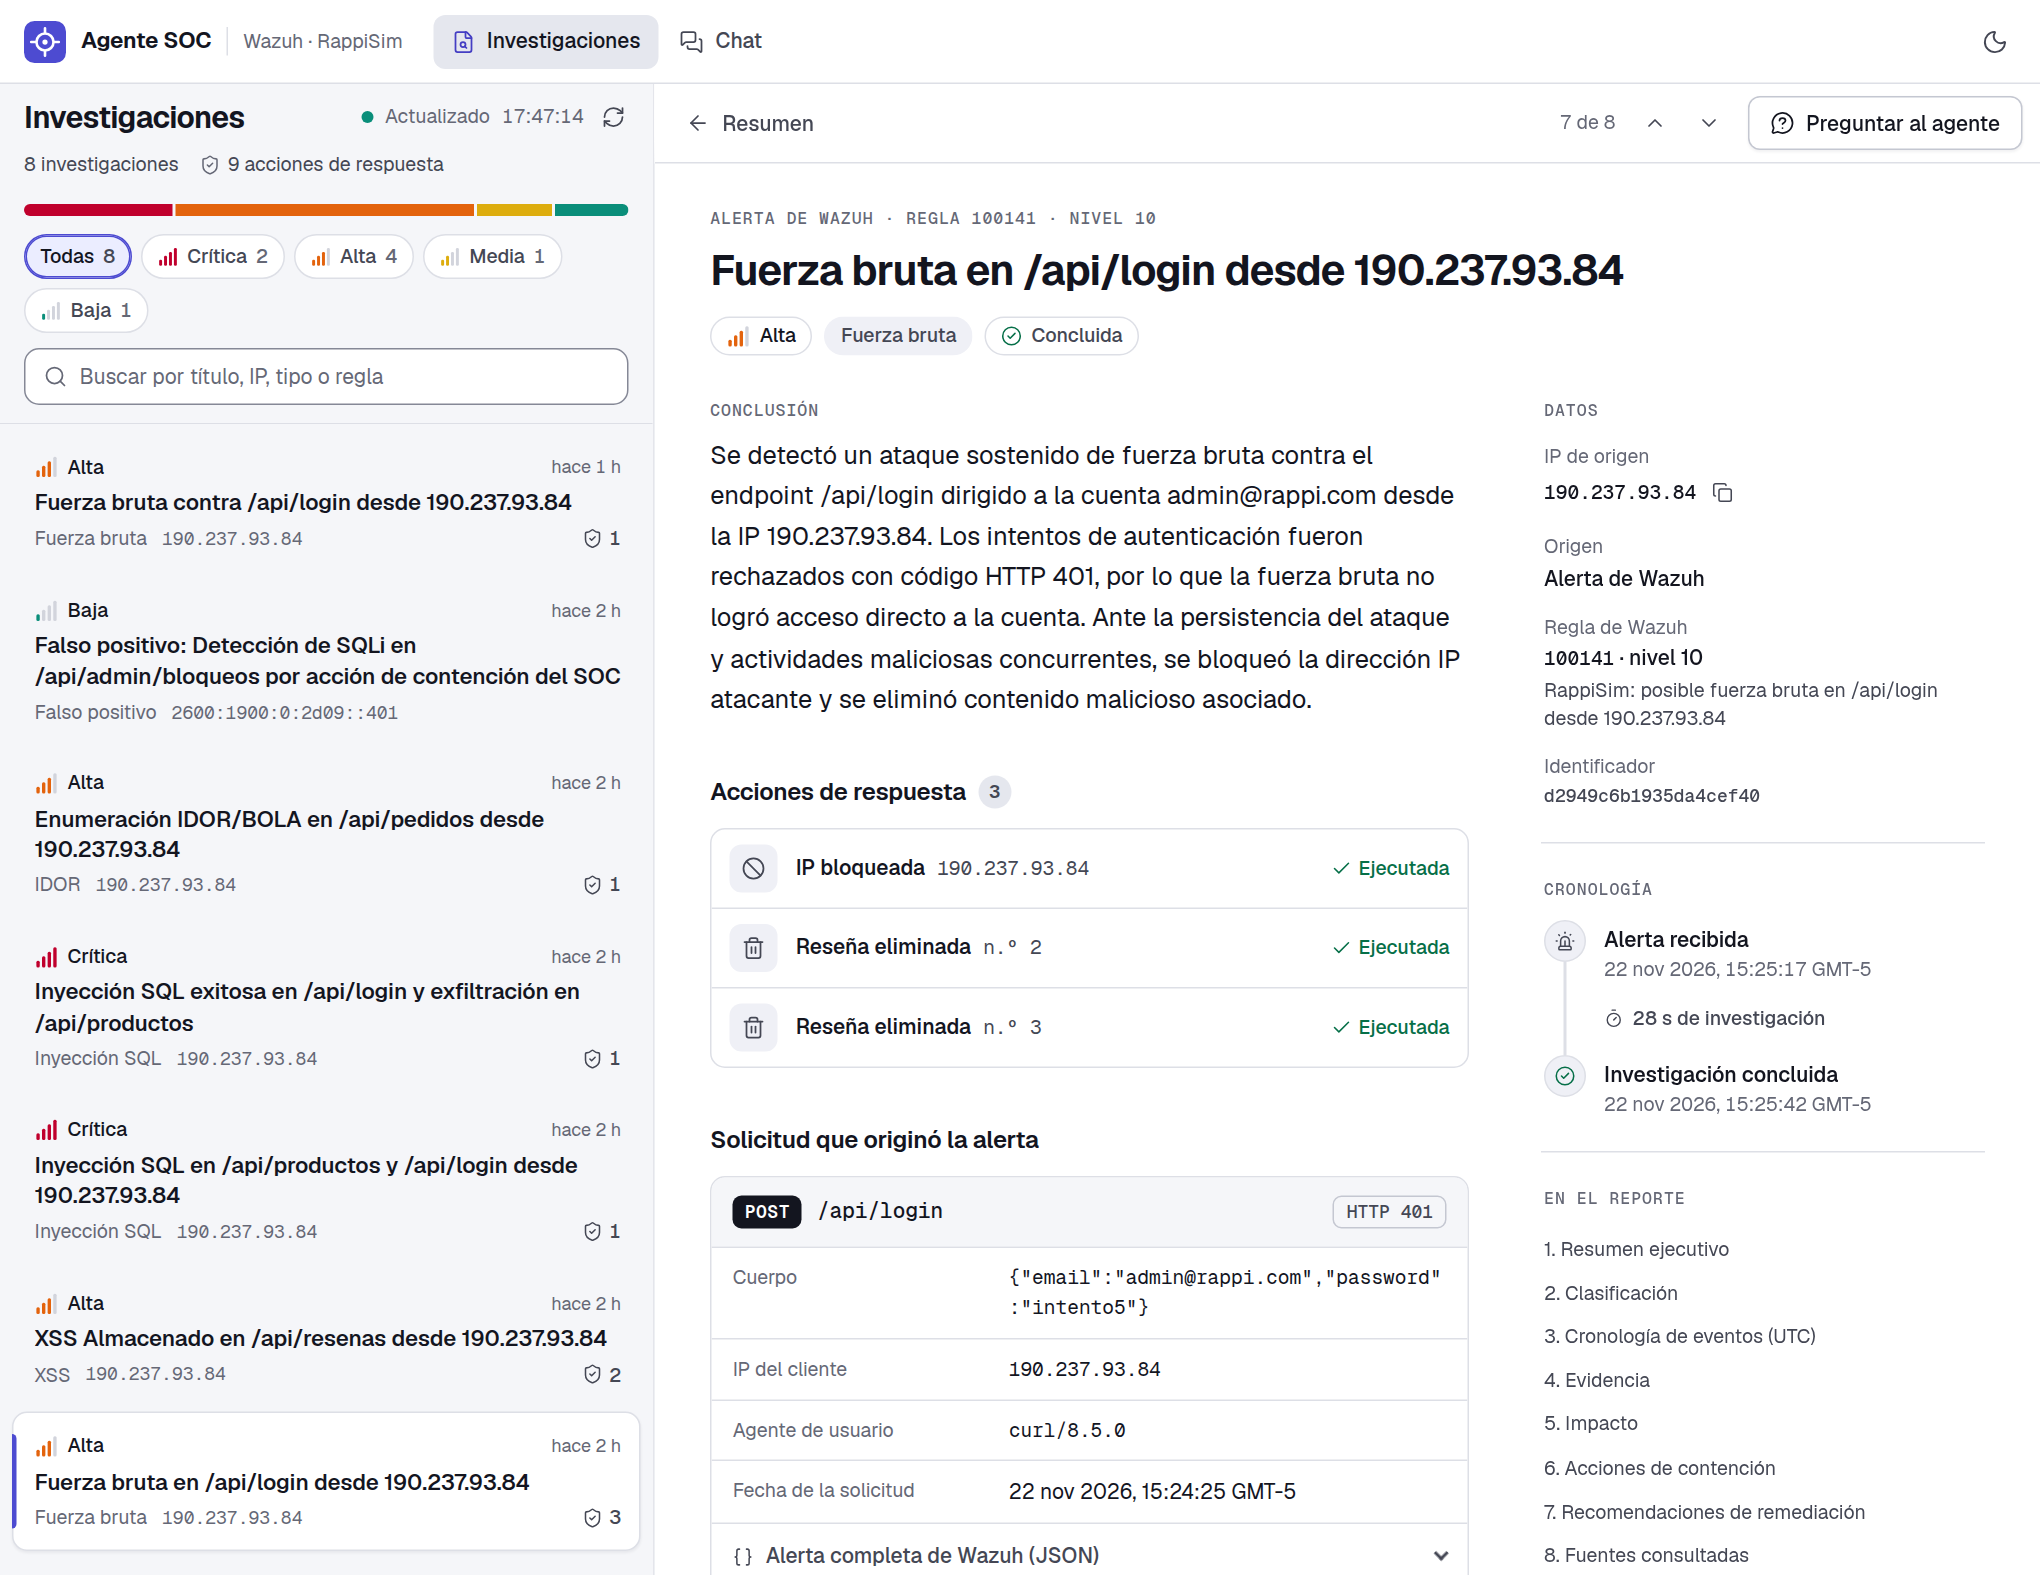 Agente SOC
Wazuh · RappiSim
Investigaciones
Chat
Investigaciones
Actualizado 17:47:14
8 investigaciones
9 acciones de respuesta
Todas 8
Crítica 2
Alta 4
Media 1
Baja 1
Buscar por título, IP, tipo o regla
Alta
hace 1 h
Fuerza bruta contra /api/login desde 190.237.93.84
Fuerza bruta 190.237.93.84
1
Baja
hace 2 h
Falso positivo: Detección de SQLi en
/api/admin/bloqueos por acción de contención del SOC
Falso positivo 2600:1900:0:2d09::401
Alta
hace 2 h
Enumeración IDOR/BOLA en /api/pedidos desde
190.237.93.84
IDOR 190.237.93.84
1
Crítica
hace 2 h
Inyección SQL exitosa en /api/login y exfiltración en
/api/productos
Inyección SQL 190.237.93.84
1
Crítica
hace 2 h
Inyección SQL en /api/productos y /api/login desde
190.237.93.84
Inyección SQL 190.237.93.84
1
Alta
hace 2 h
XSS Almacenado en /api/resenas desde 190.237.93.84
XSS 190.237.93.84
2
Alta
hace 2 h
Fuerza bruta en /api/login desde 190.237.93.84
Fuerza bruta 190.237.93.84
3
Resumen
7 de 8
Preguntar al agente
ALERTA DE WAZUH · REGLA 100141 · NIVEL 10
Fuerza bruta en /api/login desde 190.237.93.84
Alta
Fuerza bruta
Concluida
CONCLUSIÓN
Se detectó un ataque sostenido de fuerza bruta contra el
endpoint /api/login dirigido a la cuenta admin@rappi.com desde
la IP 190.237.93.84. Los intentos de autenticación fueron
rechazados con código HTTP 401, por lo que la fuerza bruta no
logró acceso directo a la cuenta. Ante la persistencia del ataque
y actividades maliciosas concurrentes, se bloqueó la dirección IP
atacante y se eliminó contenido malicioso asociado.
Acciones de respuesta 3
IP bloqueada 190.237.93.84
Ejecutada
Reseña eliminada n.º 2
Ejecutada
Reseña eliminada n.º 3
Ejecutada
Solicitud que originó la alerta
POST /api/login
HTTP 401
Cuerpo
{"email":"admin@rappi.com","password"
:"intento5"}
IP del cliente
190.237.93.84
Agente de usuario
curl/8.5.0
Fecha de la solicitud
22 nov 2026, 15:24:25 GMT-5
{} Alerta completa de Wazuh (JSON)
DATOS
IP de origen
190.237.93.84
Origen
Alerta de Wazuh
Regla de Wazuh
100141 · nivel 10
RappiSim: posible fuerza bruta en /api/login
desde 190.237.93.84
Identificador
d2949c6b1935da4cef40
CRONOLOGÍA
Alerta recibida
22 nov 2026, 15:25:17 GMT-5
28 s de investigación
Investigación concluida
22 nov 2026, 15:25:42 GMT-5
EN EL REPORTE
1. Resumen ejecutivo
2. Clasificación
3. Cronología de eventos (UTC)
4. Evidencia
5. Impacto
6. Acciones de contención
7. Recomendaciones de remediación
8. Fuentes consultadas